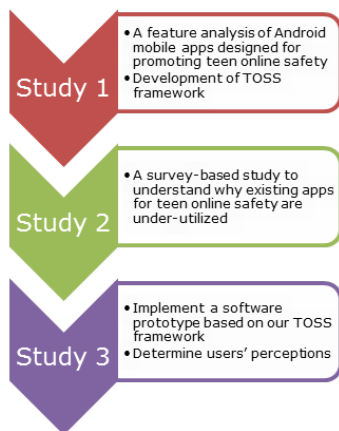 Study 1
• A feature analysis of Android
mobile apps designed for
promoting teen online safety
• Development of TOSS
framework
Study 2
• A survey-based study to
understand why existing apps
for teen online safety are
under-utilized
Study 3
• Implement a software
prototype based on our TOSS
framework
• Determine users' perceptions